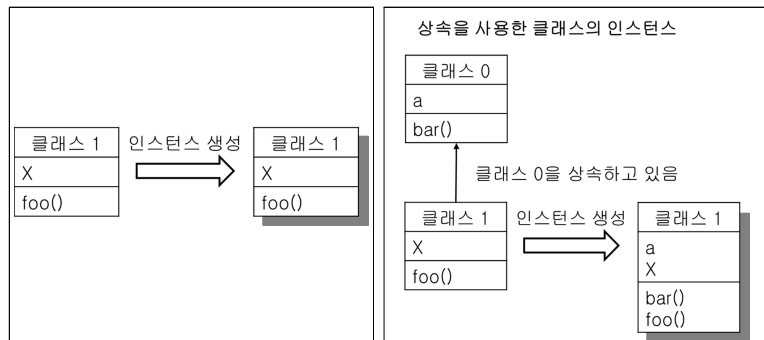 클래스 1
X
foo()
인스턴스 생성
클래스 1
X
foo()
상속을 사용한 클래스의 인스턴스
클래스 0
a
bar()
클래스 0을 상속하고 있음
클래스 1
X
foo()
인스턴스 생성
클래스 1
a
X
bar()
foo()